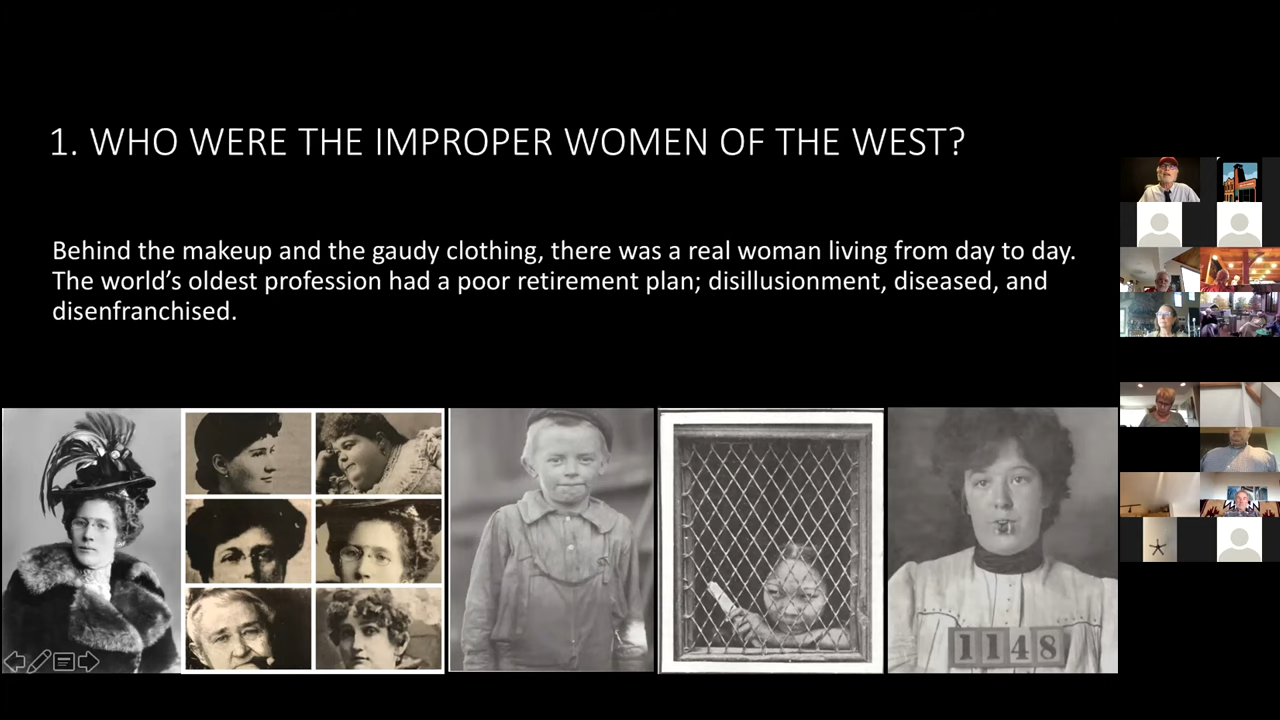 1. WHO WERE THE IMPROPER WOMEN OF THE WEST?
Behind the makeup and the gaudy clothing, there was a real woman living from day to day.
The world’s oldest profession had a poor retirement plan; disillusionment, diseased, and
disenfranchised.
1148